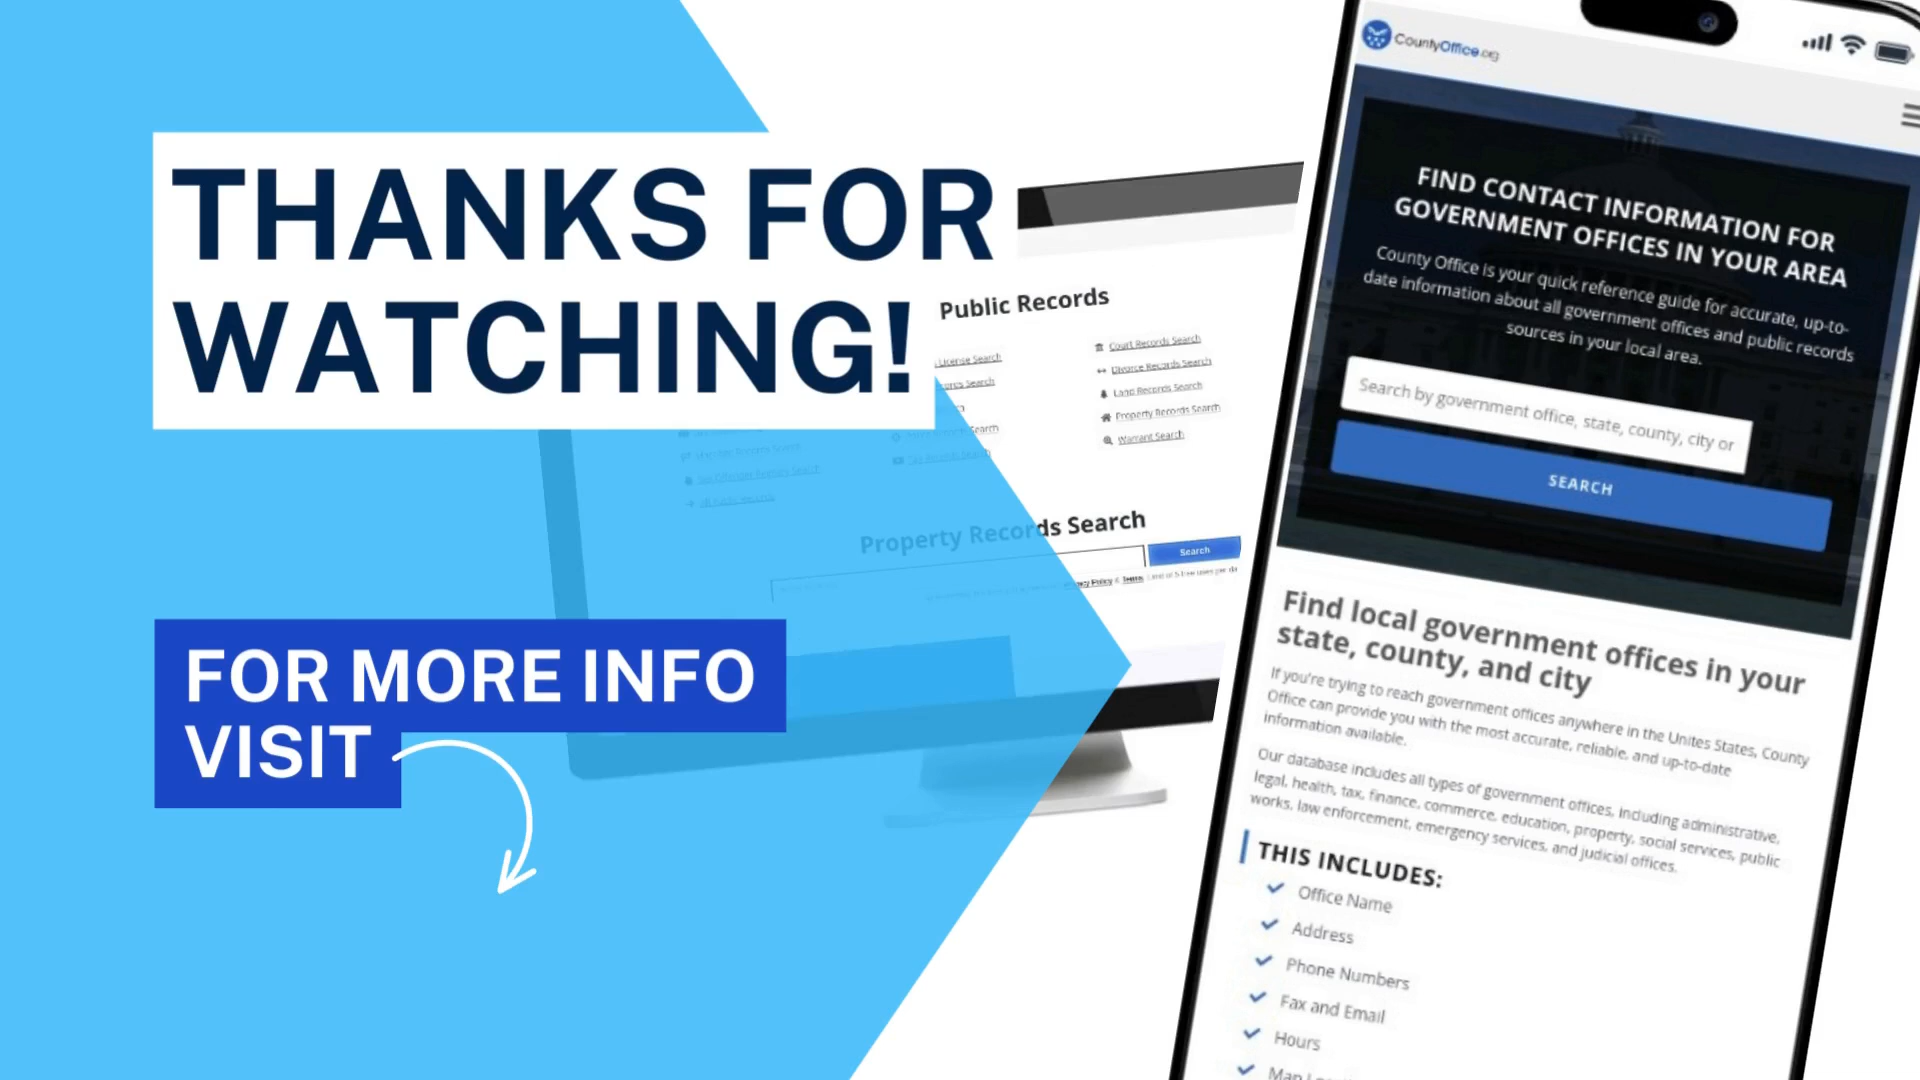 THANKS FOR
WATCHING!
FOR MORE INFO
VISIT
Public Records
License Search
Search
Search
Court Records Search
Divorce Records Search
Land Records Search
Property Records Search
Warrant Search
Property Records Search
Search
Policy & Terms
CountyOffice.org
FIND CONTACT INFORMATION FOR
GOVERNMENT OFFICES IN YOUR AREA
County Office is your quick reference guide for accurate, up-to-
date information about all government offices and public records
sources in your local area.
Search by government office, state, county, city or
SEARCH
Find local government offices in your
state, county, and city
If you're trying to reach government offices anywhere in the Unites States, County
Office can provide you with the most accurate, reliable, and up-to-date
information available.
Our database includes all types of government offices, including administrative,
legal, health, tax, finance, commerce, education, property, social services, public
works, law enforcement, emergency services, and judicial offices.
THIS INCLUDES:
Office Name
Address
Phone Numbers
Fax and Email
Hours